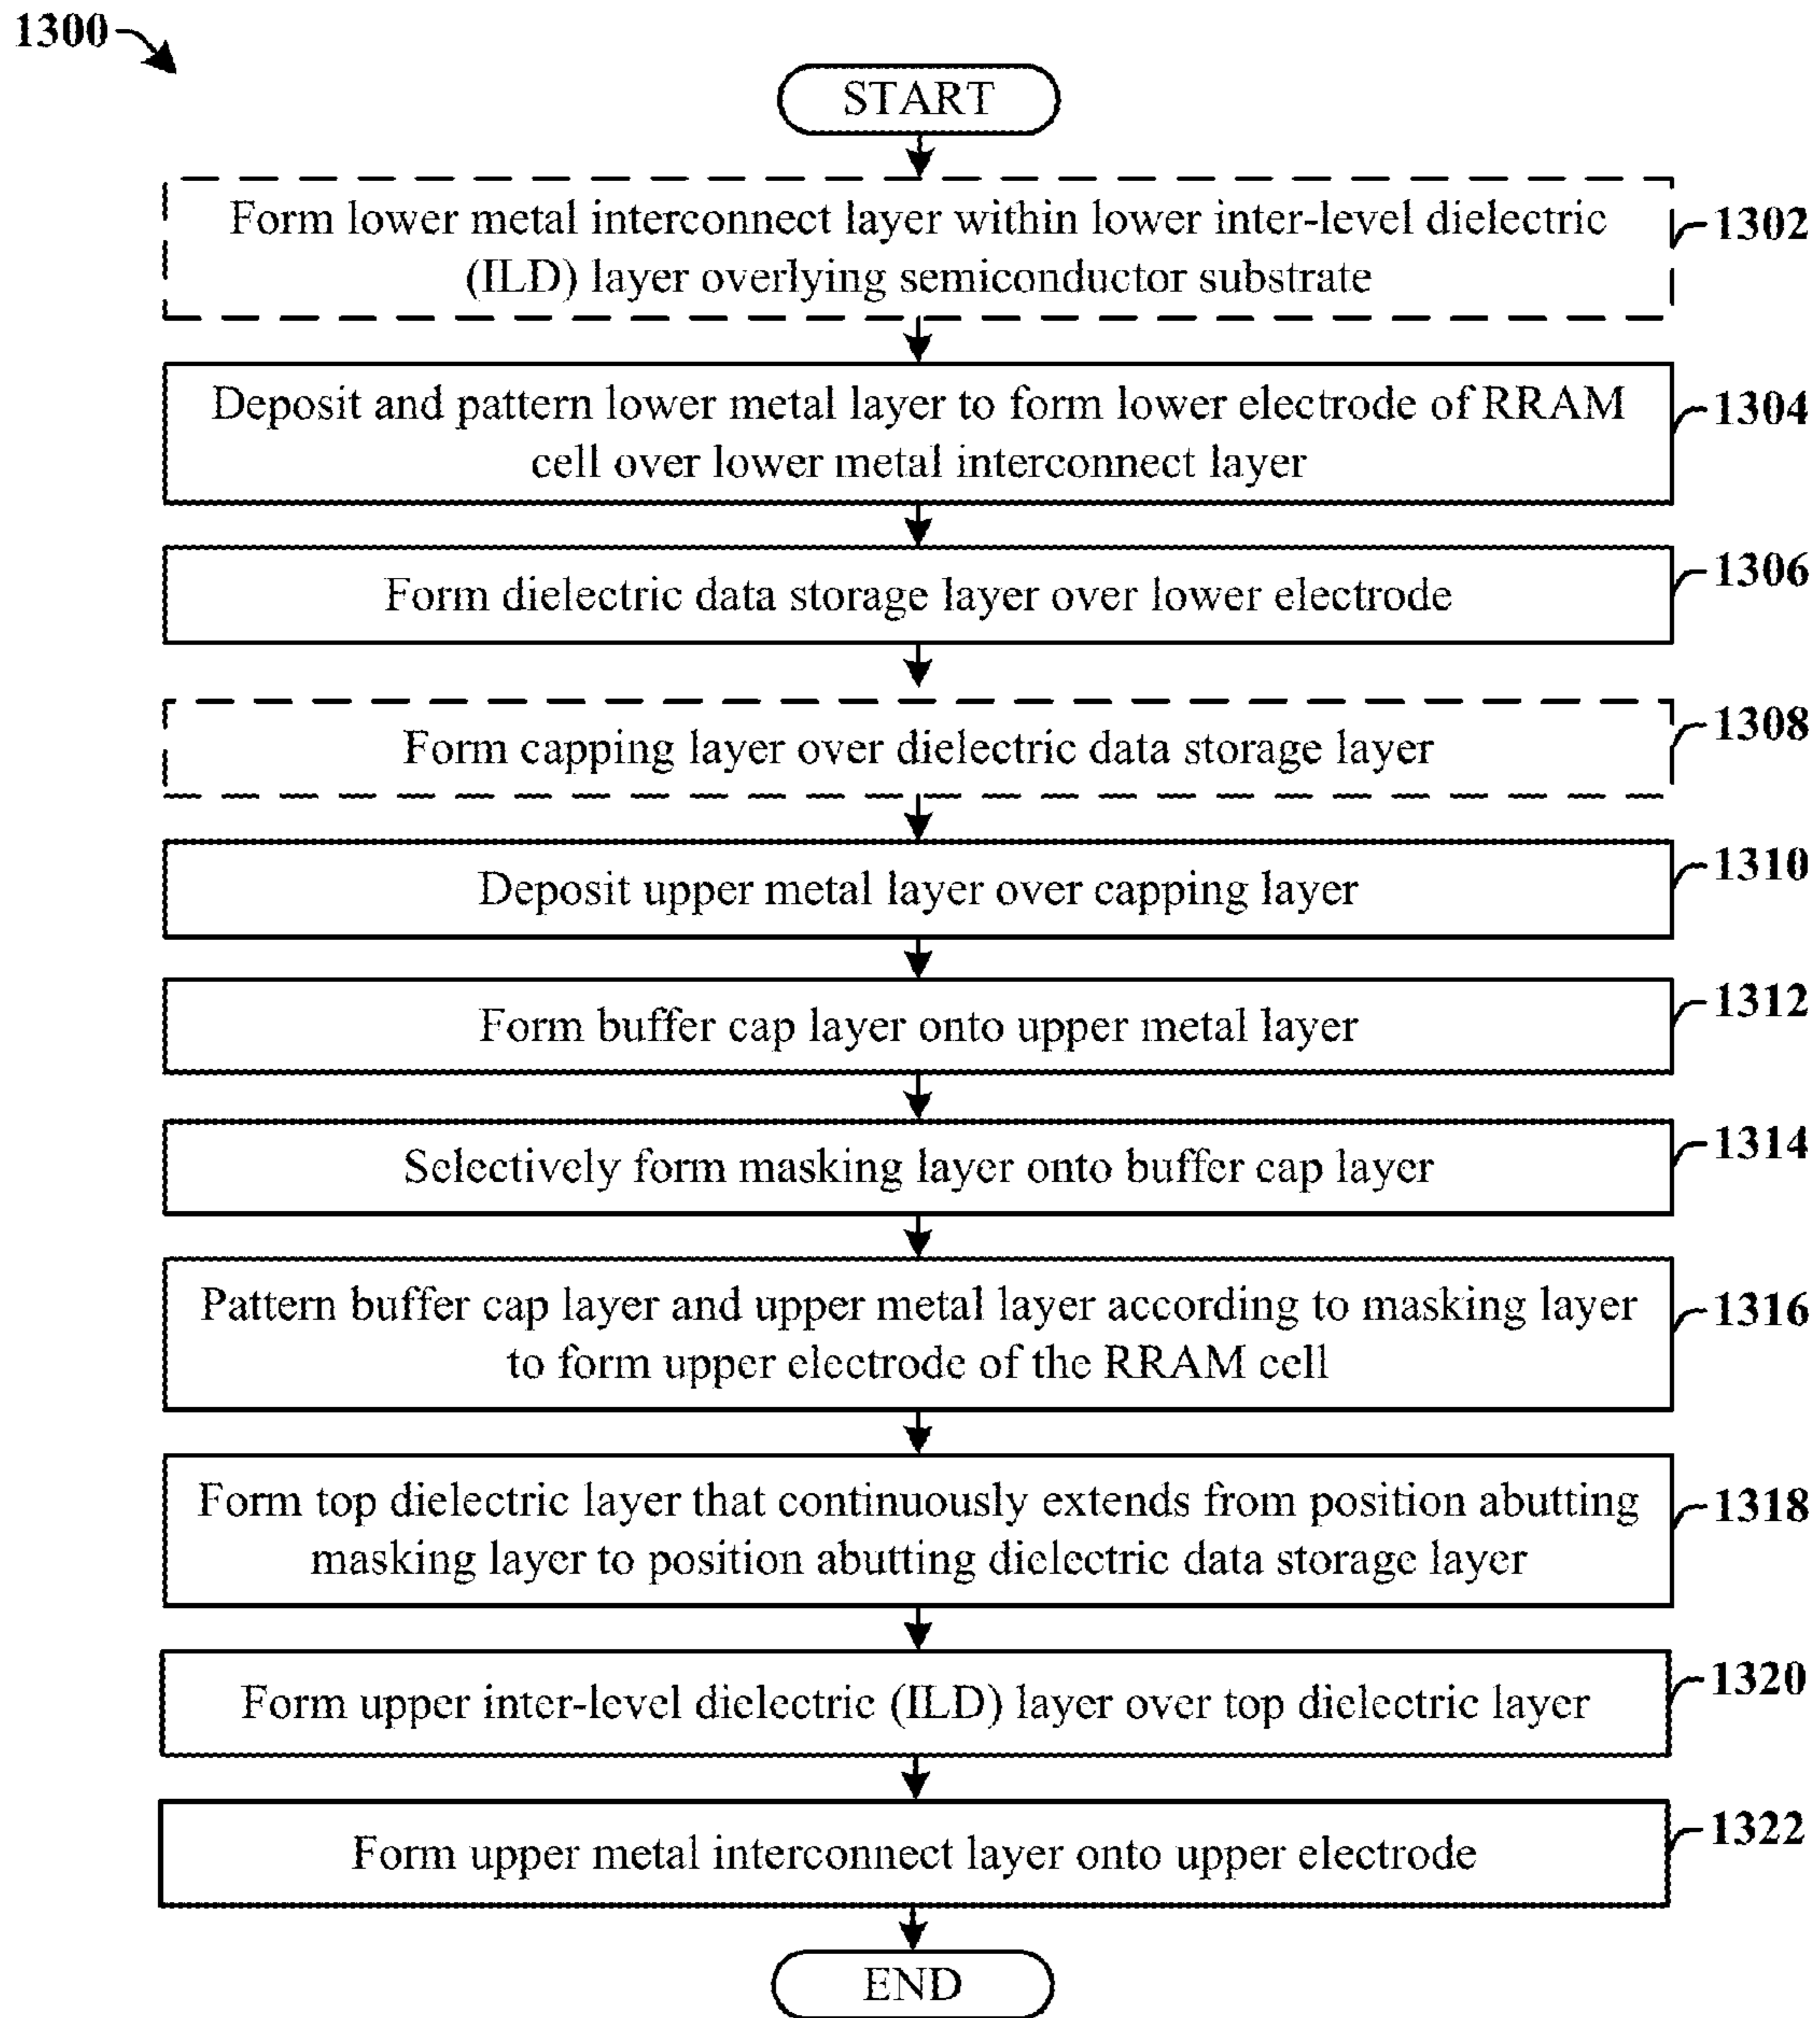 1300
START
Form lower metal interconnect layer within lower inter-level dielectric
(ILD) layer overlying semiconductor substrate
1302
Deposit and pattern lower metal layer to form lower electrode of RRAM
cell over lower metal interconnect layer
1304
Form dielectric data storage layer over lower electrode
1306
Form capping layer over dielectric data storage layer
1308
Deposit upper metal layer over capping layer
1310
Form buffer cap layer onto upper metal layer
1312
Selectively form masking layer onto buffer cap layer
1314
Pattern buffer cap layer and upper metal layer according to masking layer
to form upper electrode of the RRAM cell
1316
Form top dielectric layer that continuously extends from position abutting
masking layer to position abutting dielectric data storage layer
1318
Form upper inter-level dielectric (ILD) layer over top dielectric layer
1320
Form upper metal interconnect layer onto upper electrode
1322
END